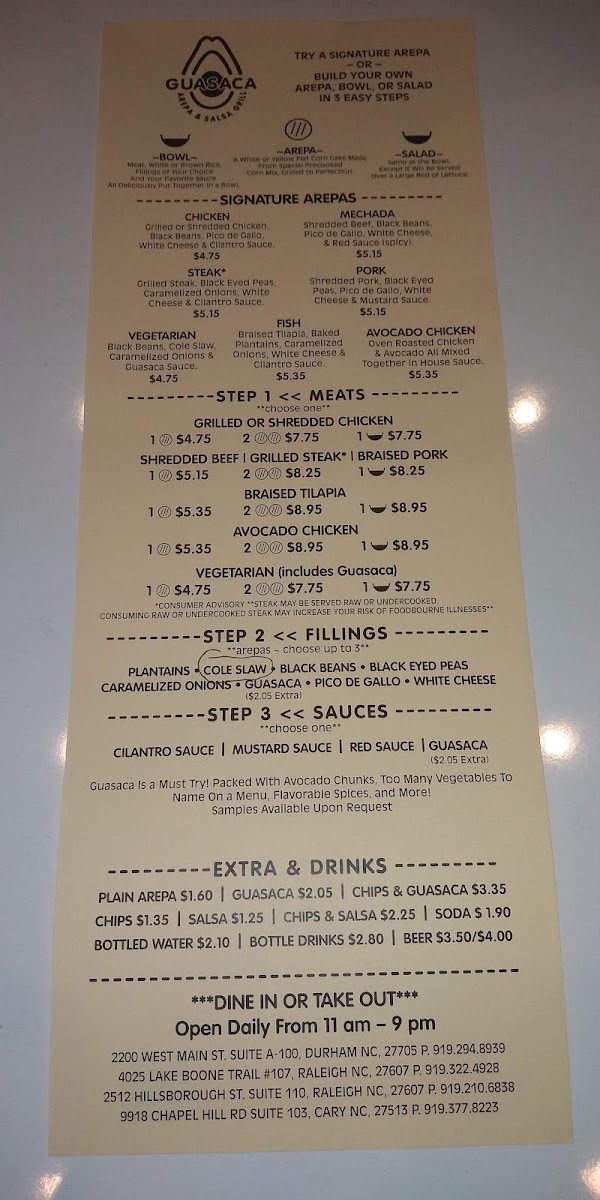 GUASACA
AREPA & SALSA GRILL
TRY A SIGNATURE AREPA
~ OR ~
BUILD YOUR OWN
AREPA, BOWL, OR SALAD
IN 3 EASY STEPS
~BOWL~
Meat, White or Brown Rice,
Fillings of Your Choice
And Your Favorite Sauce.
All Deliciously Put Together In a Bowl
~AREPA~
A White or Yellow Flat Corn Cake Made
From Special Precooked
Corn Mix, Grilled to Perfection.
~SALAD~
Same as the Bowl
Except It Will Be Served
Over a Large Bed of Lettuce
SIGNATURE AREPAS
CHICKEN
Grilled or Shredded Chicken,
Black Beans, Pico de Gallo,
White Cheese & Cilantro Sauce.
$4.75
MECHADA
Shredded Beef, Black Beans,
Pico de Gallo, White Cheese,
& Red Sauce (spicy).
$5.15
STEAK*
Grilled Steak, Black Eyed Peas,
Caramelized Onions, White
Cheese & Cilantro Sauce.
$5.15
PORK
Shredded Pork, Black Eyed
Peas, Pico de Gallo, White
Cheese & Mustard Sauce.
$5.15
VEGETARIAN
Black Beans, Cole Slaw,
Caramelized Onions &
Guasaca Sauce.
$4.75
FISH
Braised Tilapia, Baked
Plantains, Caramelized
Onions, White Cheese &
Cilantro Sauce.
$5.35
AVOCADO CHICKEN
Oven Roasted Chicken
& Avocado All Mixed
Together In House Sauce.
$5.35
STEP 1 << MEATS
**choose one**
GRILLED OR SHREDDED CHICKEN
1 $4.75 2 $7.75 1 $7.75
SHREDDED BEEF | GRILLED STEAK* | BRAISED PORK
1 $5.15 2 $8.25 1 $8.25
BRAISED TILAPIA
1 $5.35 2 $8.95 1 $8.95
AVOCADO CHICKEN
1 $5.35 2 $8.95 1 $8.95
VEGETARIAN (includes Guasaca)
1 $4.75 2 $7.75 1 $7.75
*CONSUMER ADVISORY **STEAK MAY BE SERVED RAW OR UNDERCOOKED.
CONSUMING RAW OR UNDERCOOKED STEAK MAY INCREASE YOUR RISK OF FOODBOURNE ILLNESSES**
STEP 2 << FILLINGS
**arepas ~ choose up to 3**
PLANTAINS • COLE SLAW • BLACK BEANS • BLACK EYED PEAS
CARAMELIZED ONIONS • GUASACA • PICO DE GALLO • WHITE CHEESE
($2.05 Extra)
STEP 3 << SAUCES
**choose one**
CILANTRO SAUCE | MUSTARD SAUCE | RED SAUCE | GUASACA
($2.05 Extra)
Guasaca Is a Must Try! Packed With Avocado Chunks, Too Many Vegetables To
Name On a Menu, Flavorable Spices, and More!
Samples Available Upon Request
EXTRA & DRINKS
PLAIN AREPA $1.60 | GUASACA $2.05 | CHIPS & GUASACA $3.35
CHIPS $1.35 | SALSA $1.25 | CHIPS & SALSA $2.25 | SODA $ 1.90
BOTTLED WATER $2.10 | BOTTLE DRINKS $2.80 | BEER $3.50/$4.00
***DINE IN OR TAKE OUT***
Open Daily From 11 am – 9 pm
2200 WEST MAIN ST. SUITE A-100, DURHAM NC, 27705 P. 919.294.8939
4025 LAKE BOONE TRAIL #107, RALEIGH NC, 27607 P. 919.322.4928
2512 HILLSBOROUGH ST. SUITE 110, RALEIGH NC, 27607 P. 919.210.6838
9918 CHAPEL HILL RD SUITE 103, CARY NC, 27513 P. 919.377.8223